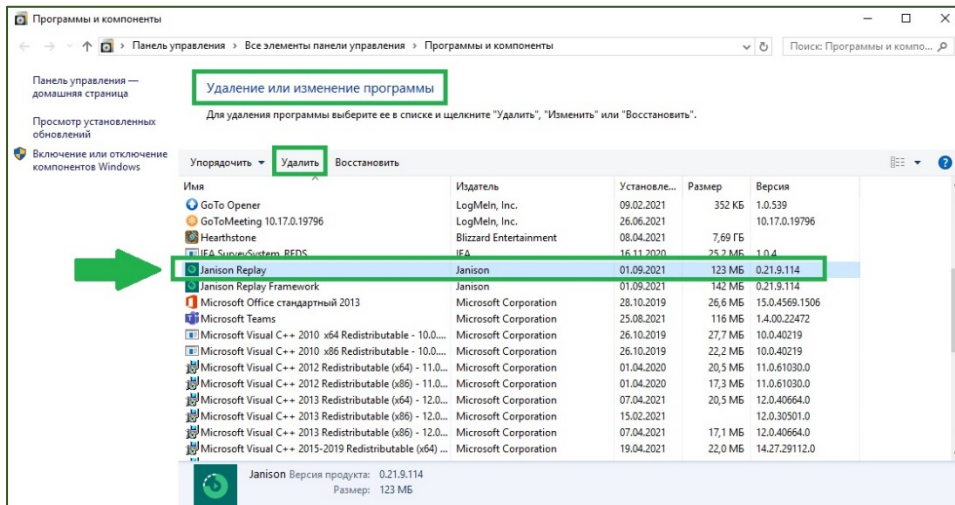 Программы и компоненты
Панель управления > Все элементы панели управления > Программы и компоненты
Поиск: Программы и компо...
Панель управления —
домашняя страница
Просмотр установленных
обновлений
Включение или отключение
компонентов Windows
Удаление или изменение программы
Для удаления программы выберите ее в списке и щелкните "Удалить", "Изменить" или "Восстановить".
Упорядочить Удалить Восстановить
Имя Издатель Установле... Размер Версия
GoTo Opener LogMeIn, Inc. 09.02.2021 352 КБ 1.0.539
GoToMeeting 10.17.0.19796 LogMeIn, Inc. 26.06.2021 10.17.0.19796
Hearthstone Blizzard Entertainment 08.04.2021 7,69 ГБ
IEA SurveySystem REDS IEA 16.11.2020 25,2 МБ 1.0.4
Janison Replay Janison 01.09.2021 123 МБ 0.21.9.114
Janison Replay Framework Janison 01.09.2021 142 МБ 0.21.9.114
Microsoft Office стандартный 2013 Microsoft Corporation 28.10.2019 26,6 МБ 15.0.4569.1506
Microsoft Teams Microsoft Corporation 25.08.2021 116 МБ 1.4.00.22472
Microsoft Visual C++ 2010 x64 Redistributable - 10.0.... Microsoft Corporation 26.10.2019 27,7 МБ 10.0.40219
Microsoft Visual C++ 2010 x86 Redistributable - 10.0.... Microsoft Corporation 26.10.2019 22,2 МБ 10.0.40219
Microsoft Visual C++ 2012 Redistributable (x64) - 11.0... Microsoft Corporation 01.04.2020 20,5 МБ 11.0.61030.0
Microsoft Visual C++ 2012 Redistributable (x86) - 11.0... Microsoft Corporation 01.04.2020 17,3 МБ 11.0.61030.0
Microsoft Visual C++ 2013 Redistributable (x64) - 12.0... Microsoft Corporation 07.04.2021 20,5 МБ 12.0.40664.0
Microsoft Visual C++ 2013 Redistributable (x86) - 12.0... Microsoft Corporation 15.02.2021 12.0.30501.0
Microsoft Visual C++ 2013 Redistributable (x86) - 12.0... Microsoft Corporation 07.04.2021 17,1 МБ 12.0.40664.0
Microsoft Visual C++ 2015-2019 Redistributable (x64) ... Microsoft Corporation 19.04.2021 22,0 МБ 14.27.29112.0
Janison Версия продукта: 0.21.9.114
Размер: 123 МБ